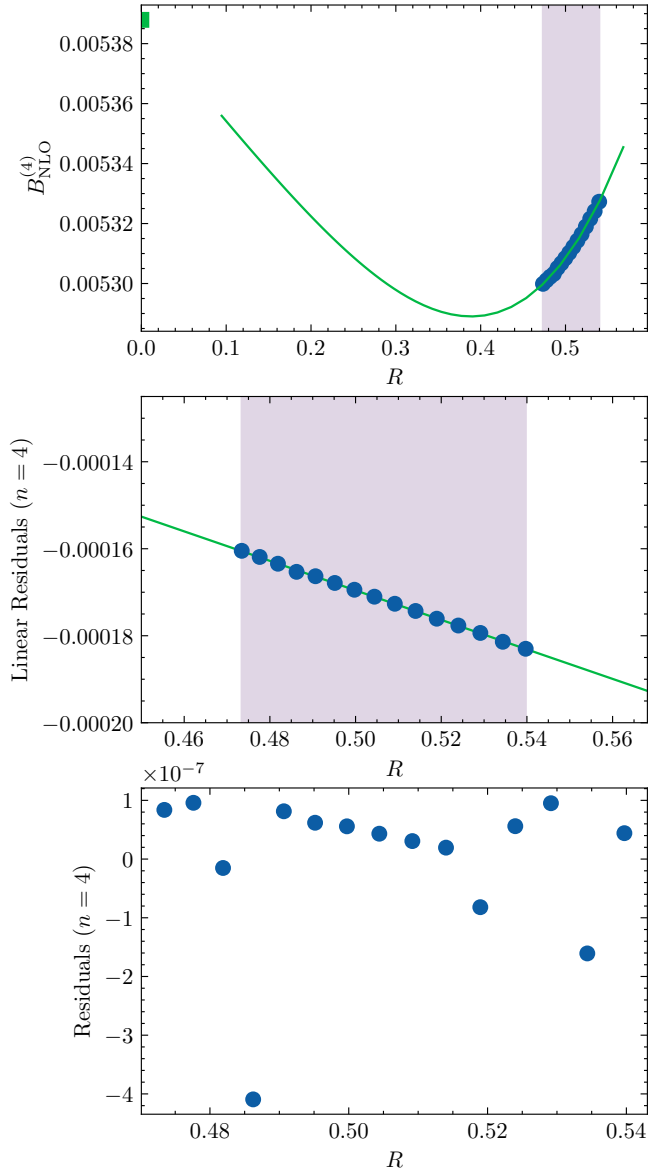 0.00538
0.00536
0.00534
0.00532
0.00530
B_NLO^(4)
0.0 0.1 0.2 0.3 0.4 0.5
R
−0.00014
−0.00016
−0.00018
−0.00020
Linear Residuals (n = 4)
0.46 0.48 0.50 0.52 0.54 0.56
R
×10^−7
1
0
−1
−2
−3
−4
Residuals (n = 4)
0.48 0.50 0.52 0.54
R